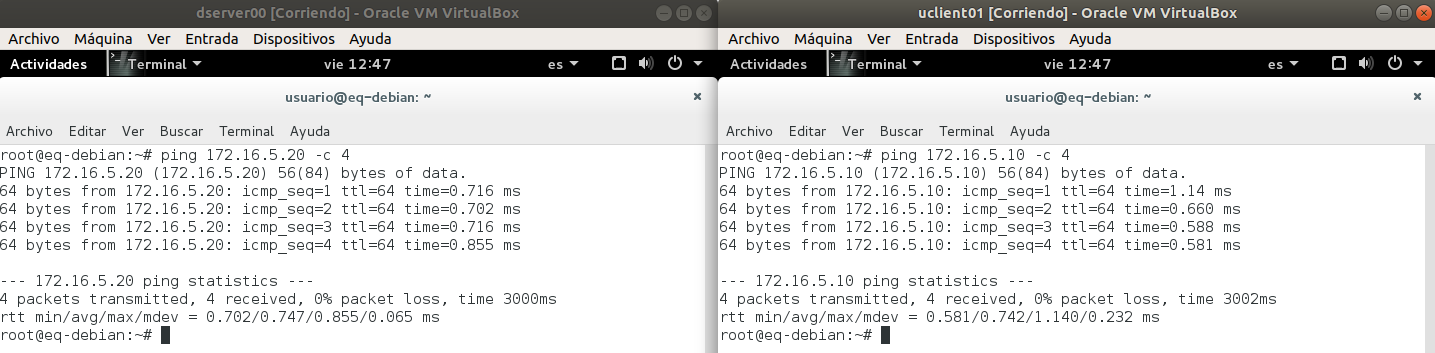 dserver00 [Corriendo] - Oracle VM VirtualBox
Archivo Máquina Ver Entrada Dispositivos Ayuda
Actividades Terminal vie 12:47 es
usuario@eq-debian: ~
Archivo Editar Ver Buscar Terminal Ayuda
root@eq-debian:~# ping 172.16.5.20 -c 4
PING 172.16.5.20 (172.16.5.20) 56(84) bytes of data.
64 bytes from 172.16.5.20: icmp_seq=1 ttl=64 time=0.716 ms
64 bytes from 172.16.5.20: icmp_seq=2 ttl=64 time=0.702 ms
64 bytes from 172.16.5.20: icmp_seq=3 ttl=64 time=0.716 ms
64 bytes from 172.16.5.20: icmp_seq=4 ttl=64 time=0.855 ms
--- 172.16.5.20 ping statistics ---
4 packets transmitted, 4 received, 0% packet loss, time 3000ms
rtt min/avg/max/mdev = 0.702/0.747/0.855/0.065 ms
root@eq-debian:~#
uclient01 [Corriendo] - Oracle VM VirtualBox
Archivo Máquina Ver Entrada Dispositivos Ayuda
Actividades Terminal vie 12:47 es
usuario@eq-debian: ~
Archivo Editar Ver Buscar Terminal Ayuda
root@eq-debian:~# ping 172.16.5.10 -c 4
PING 172.16.5.10 (172.16.5.10) 56(84) bytes of data.
64 bytes from 172.16.5.10: icmp_seq=1 ttl=64 time=1.14 ms
64 bytes from 172.16.5.10: icmp_seq=2 ttl=64 time=0.660 ms
64 bytes from 172.16.5.10: icmp_seq=3 ttl=64 time=0.588 ms
64 bytes from 172.16.5.10: icmp_seq=4 ttl=64 time=0.581 ms
--- 172.16.5.10 ping statistics ---
4 packets transmitted, 4 received, 0% packet loss, time 3002ms
rtt min/avg/max/mdev = 0.581/0.742/1.140/0.232 ms
root@eq-debian:~#